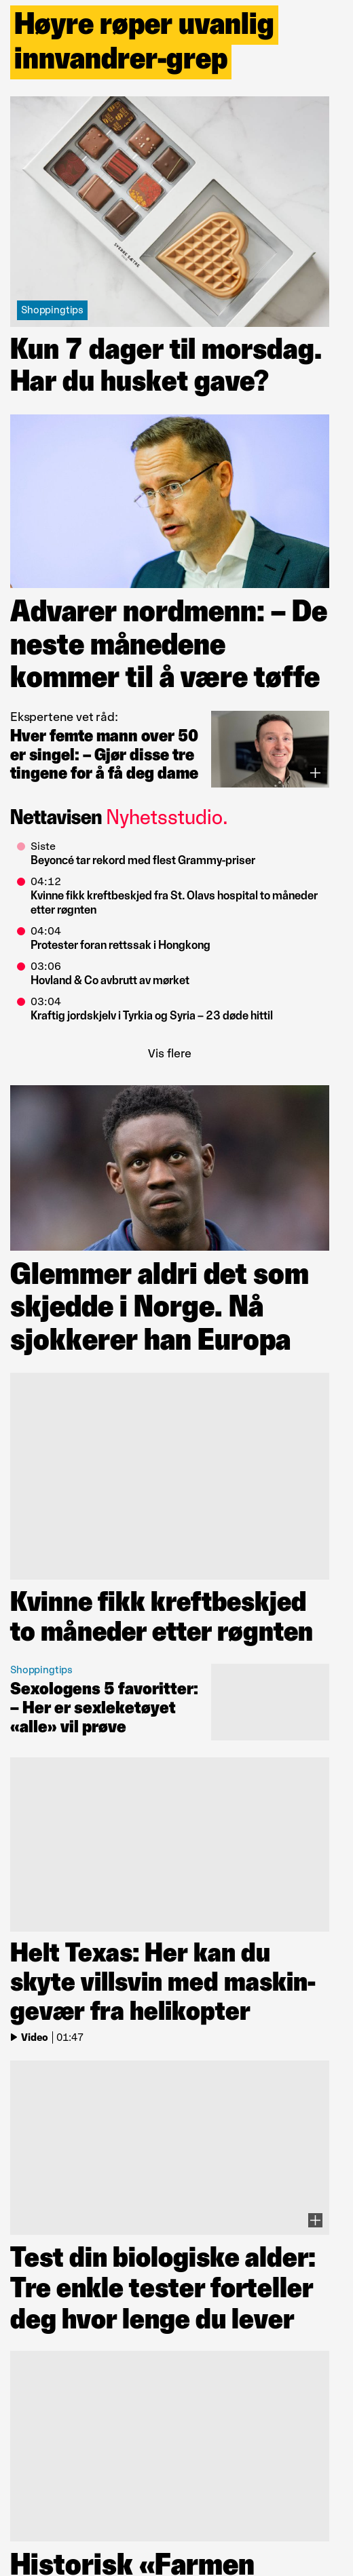 Høyre røper uvanlig
innvandrer-grep
Shoppingtips
Kun 7 dager til morsdag.
Har du husket gave?
Advarer nordmenn: – De
neste månedene
kommer til å være tøffe
Ekspertene vet råd:
Hver femte mann over 50
er singel: – Gjør disse tre
tingene for å få deg dame
Nettavisen Nyhetsstudio.
Siste
Beyoncé tar rekord med flest Grammy-priser
04:12
Kvinne fikk kreftbeskjed fra St. Olavs hospital to måneder
etter røgnten
04:04
Protester foran rettssak i Hongkong
03:06
Hovland & Co avbrutt av mørket
03:04
Kraftig jordskjelv i Tyrkia og Syria – 23 døde hittil
Vis flere
Glemmer aldri det som
skjedde i Norge. Nå
sjokkerer han Europa
Kvinne fikk kreftbeskjed
to måneder etter røgnten
Shoppingtips
Sexologens 5 favoritter:
– Her er sexleketøyet
«alle» vil prøve
Helt Texas: Her kan du
skyte villsvin med maskin-
gevær fra helikopter
Video 01:47
Test din biologiske alder:
Tre enkle tester forteller
deg hvor lenge du lever
Historisk «Farmen